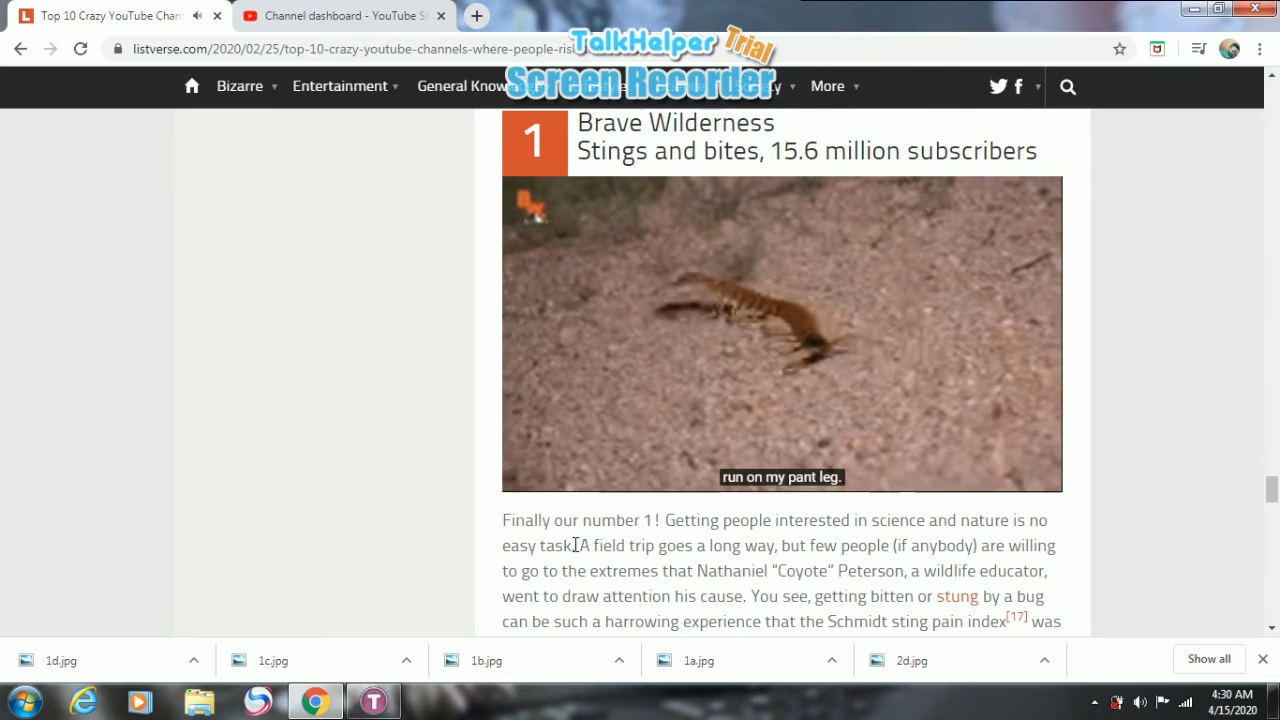 Top 10 Crazy YouTube Chan
Channel dashboard - YouTube St
listverse.com/2020/02/25/top-10-crazy-youtube-channels-where-people-ris
TalkHelper Trial
Screen Recorder
Bizarre
Entertainment
General Know
More
1
Brave Wilderness
Stings and bites, 15.6 million subscribers
run on my pant leg.
Finally our number 1! Getting people interested in science and nature is no
easy task. A field trip goes a long way, but few people (if anybody) are willing
to go to the extremes that Nathaniel “Coyote” Peterson, a wildlife educator,
went to draw attention his cause. You see, getting bitten or stung by a bug
can be such a harrowing experience that the Schmidt sting pain index[17] was
1d.jpg
1c.jpg
1b.jpg
1a.jpg
2d.jpg
Show all
4:30 AM
4/15/2020